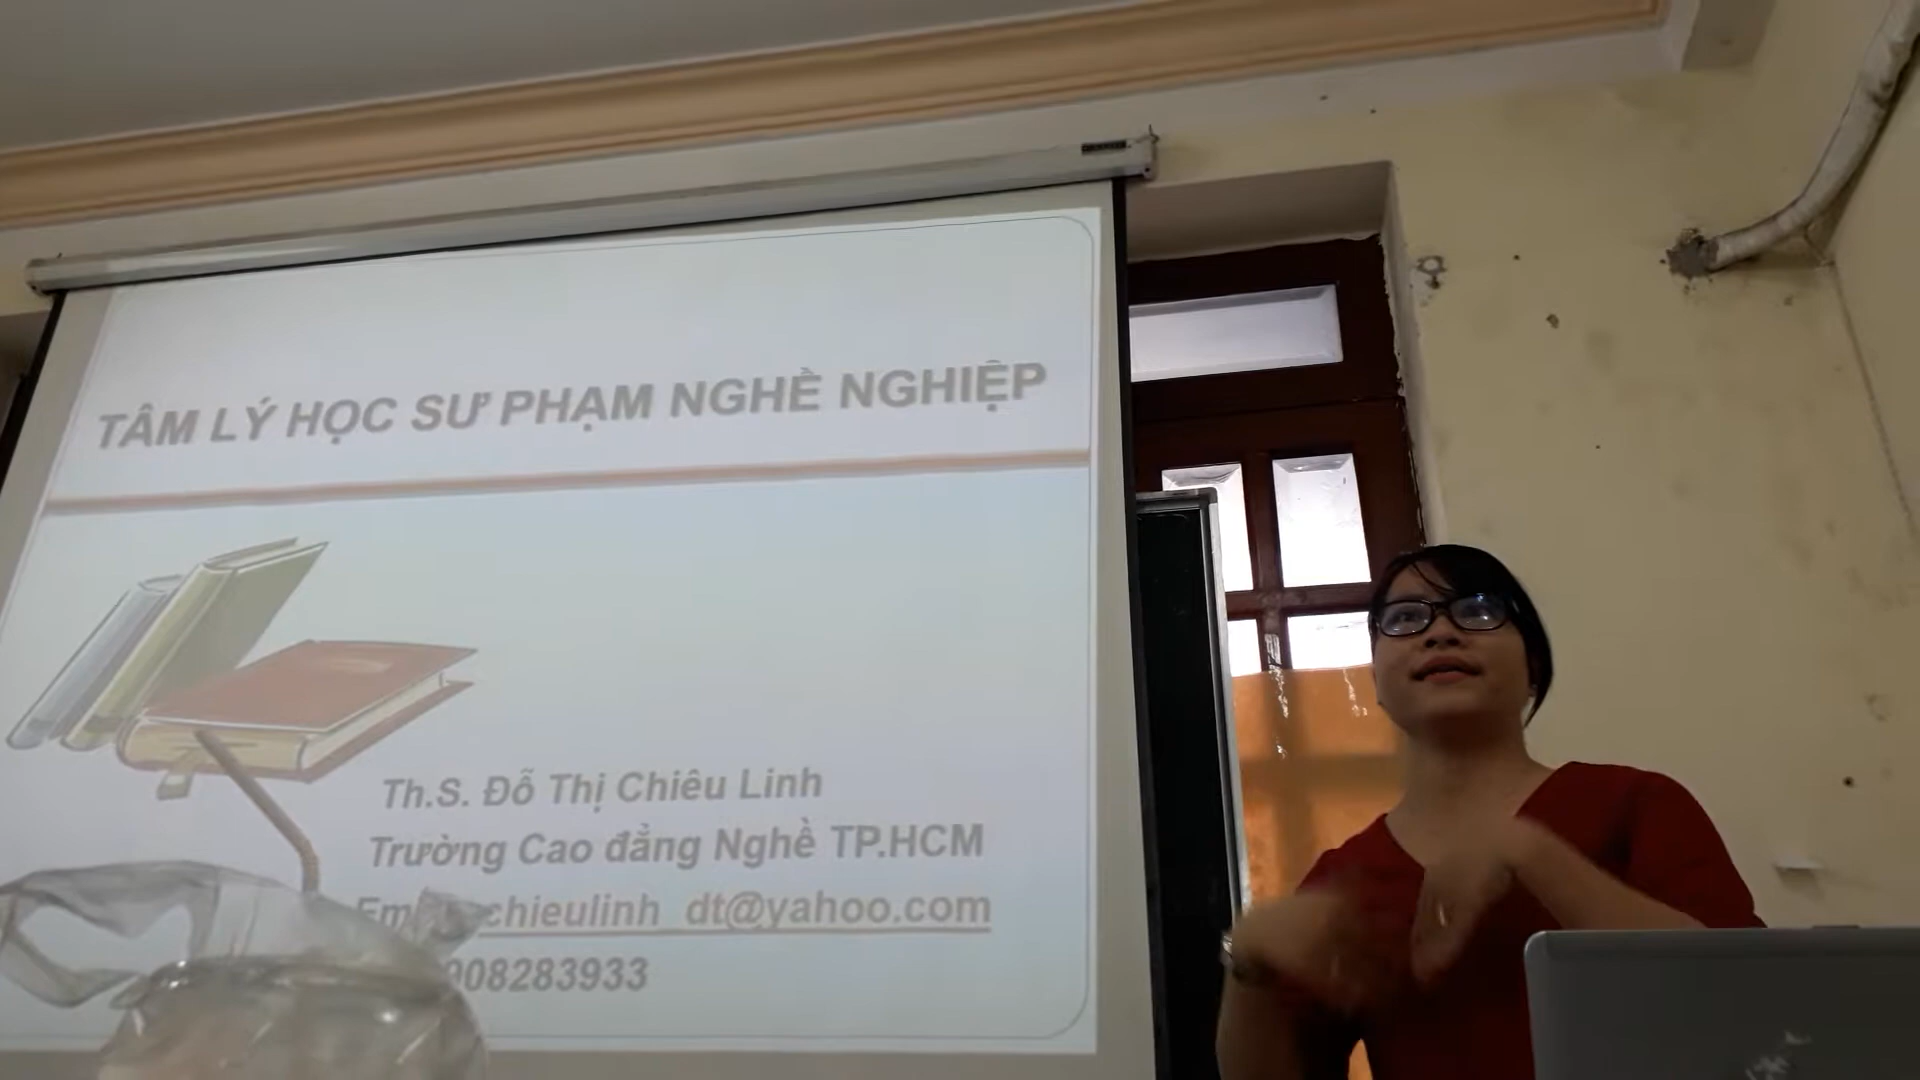 TÂM LÝ HỌC SƯ PHẠM NGHỀ NGHIỆP
Th.S. Đỗ Thị Chiêu Linh
Trường Cao đẳng Nghề TP.HCM
chieulinh_dt@yahoo.com
908283933